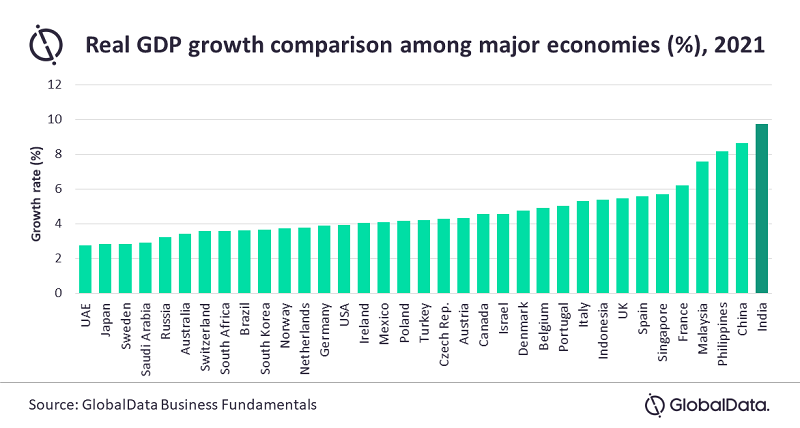 Real GDP growth comparison among major economies (%), 2021
Growth rate (%)
12
10
8
6
4
2
0
UAE
Japan
Sweden
Saudi Arabia
Russia
Australia
Switzerland
South Africa
Brazil
South Korea
Norway
Netherlands
Germany
USA
Ireland
Mexico
Poland
Turkey
Czech Rep.
Austria
Canada
Israel
Denmark
Belgium
Portugal
Italy
Indonesia
UK
Spain
Singapore
France
Malaysia
Philippines
China
India
Source: GlobalData Business Fundamentals
GlobalData.